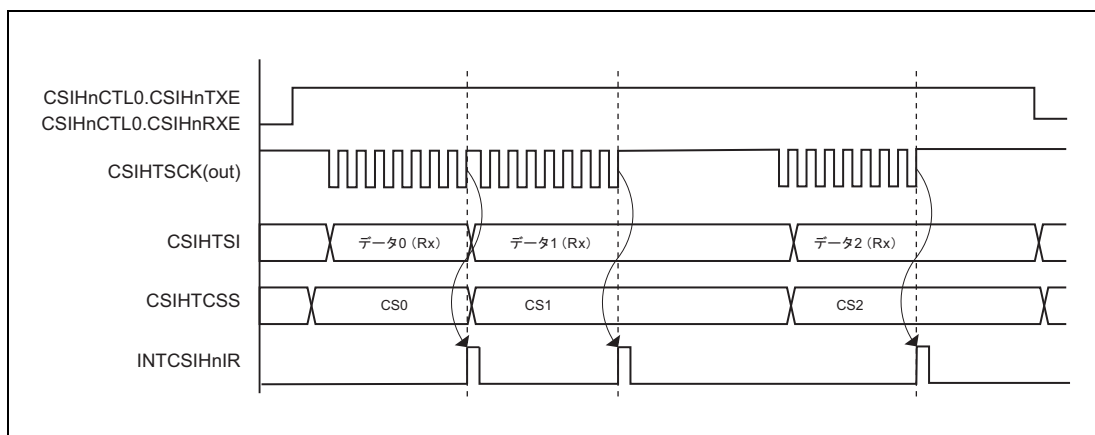 CSIHnCTL0.CSIHnTXE
CSIHnCTL0.CSIHnRXE
CSIHTSCK(out)
CSIHTSI
データ0（Rx）
データ1（Rx）
データ2（Rx）
CSIHTCSS
CS0
CS1
CS2
INTCSIHnIR